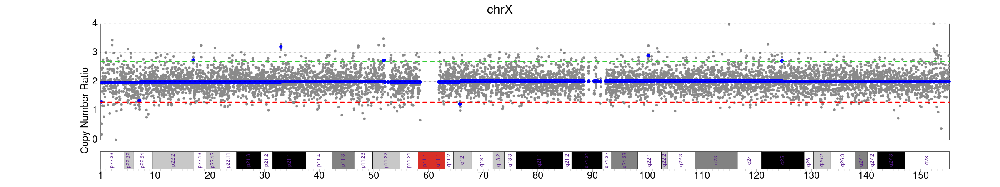 chrX
Copy Number Ratio
4
3
2
1
0
p22.33 p22.32 p22.31 p22.2 p22.13 p22.12 p22.11 p21.3 p21.2 p21.1 p11.4 p11.3 p11.23 p11.22 p11.21 p11.1 q11.1 q11.2 q12 q13.1 q13.2 q13.3 q21.1 q21.2 q21.31 q21.32 q21.33 q22.1 q22.2 q22.3 q23 q24 q25 q26.1 q26.2 q26.3 q27.1 q27.2 q27.3 q28
1 10 20 30 40 50 60 70 80 90 100 110 120 130 140 150